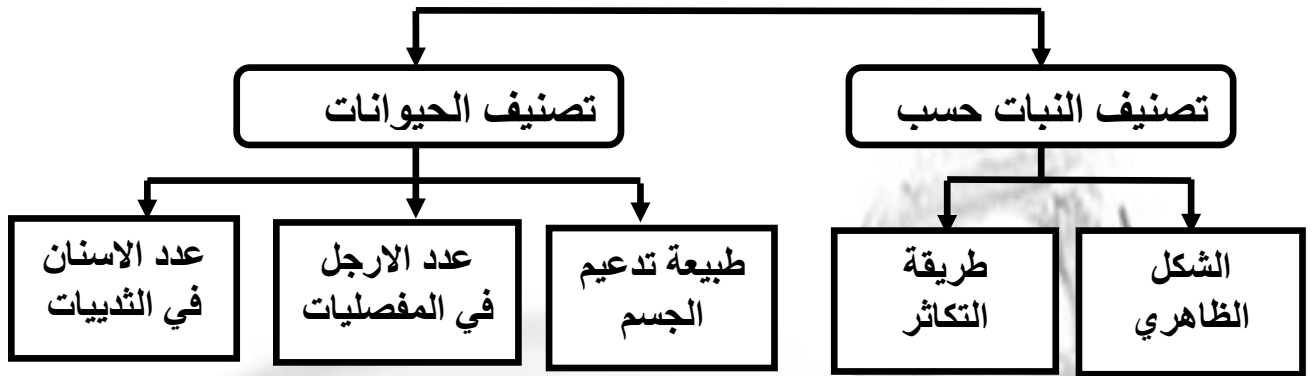 تصنيف النبات حسب
تصنيف الحيوانات
الشكل
الظاهري
طريقة
التكاثر
طبيعة تدعيم
الجسم
عدد الارجل
في المفصليات
عدد الاسنان
في الثدييات